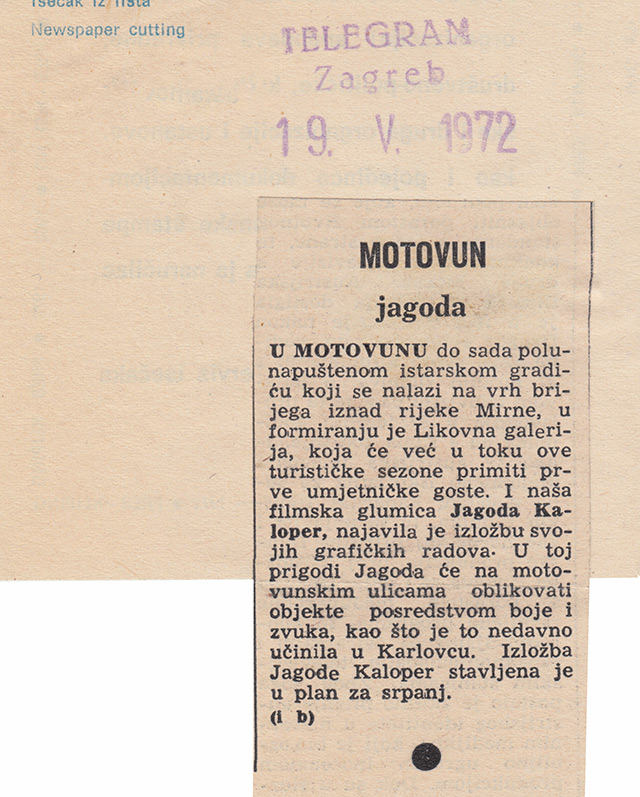 Isečak iz lista
Newspaper cutting
TELEGRAM
Zagreb
19. V. 1972
MOTOVUN
jagoda
U MOTOVUNU do sada polu-
napuštenom istarskom gradi-
ću koji se nalazi na vrh bri-
jega iznad rijeke Mirne, u
formiranju je Likovna galeri-
ja, koja će već u toku ove
turističke sezone primiti pr-
ve umjetničke goste. I naša
filmska glumica Jagoda Ka-
loper, najavila je izložbu svo-
jih grafičkih radova. U toj
prigodi Jagoda će na moto-
vunskim ulicama oblikovati
objekte posredstvom boje i
zvuka, kao što je to nedavno
učinila u Karlovcu. Izložba
Jagode Kaloper stavljena je
u plan za srpanj.
(i b)